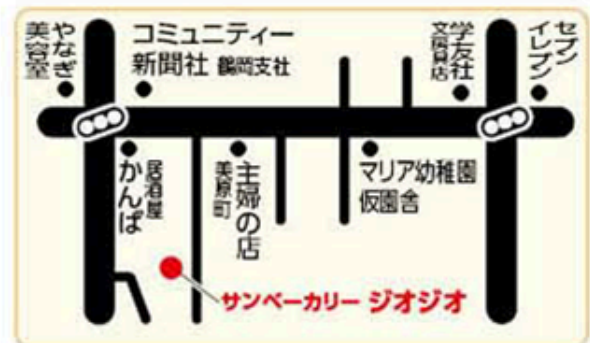 やなぎ
美容室
コミュニティー
新聞社 鶴岡支社
学友社
文房具店
セブン
イレブン
居酒屋
かんぱ
主婦の店
美原町
マリア幼稚園
仮園舎
サンベーカリー ジオジオ